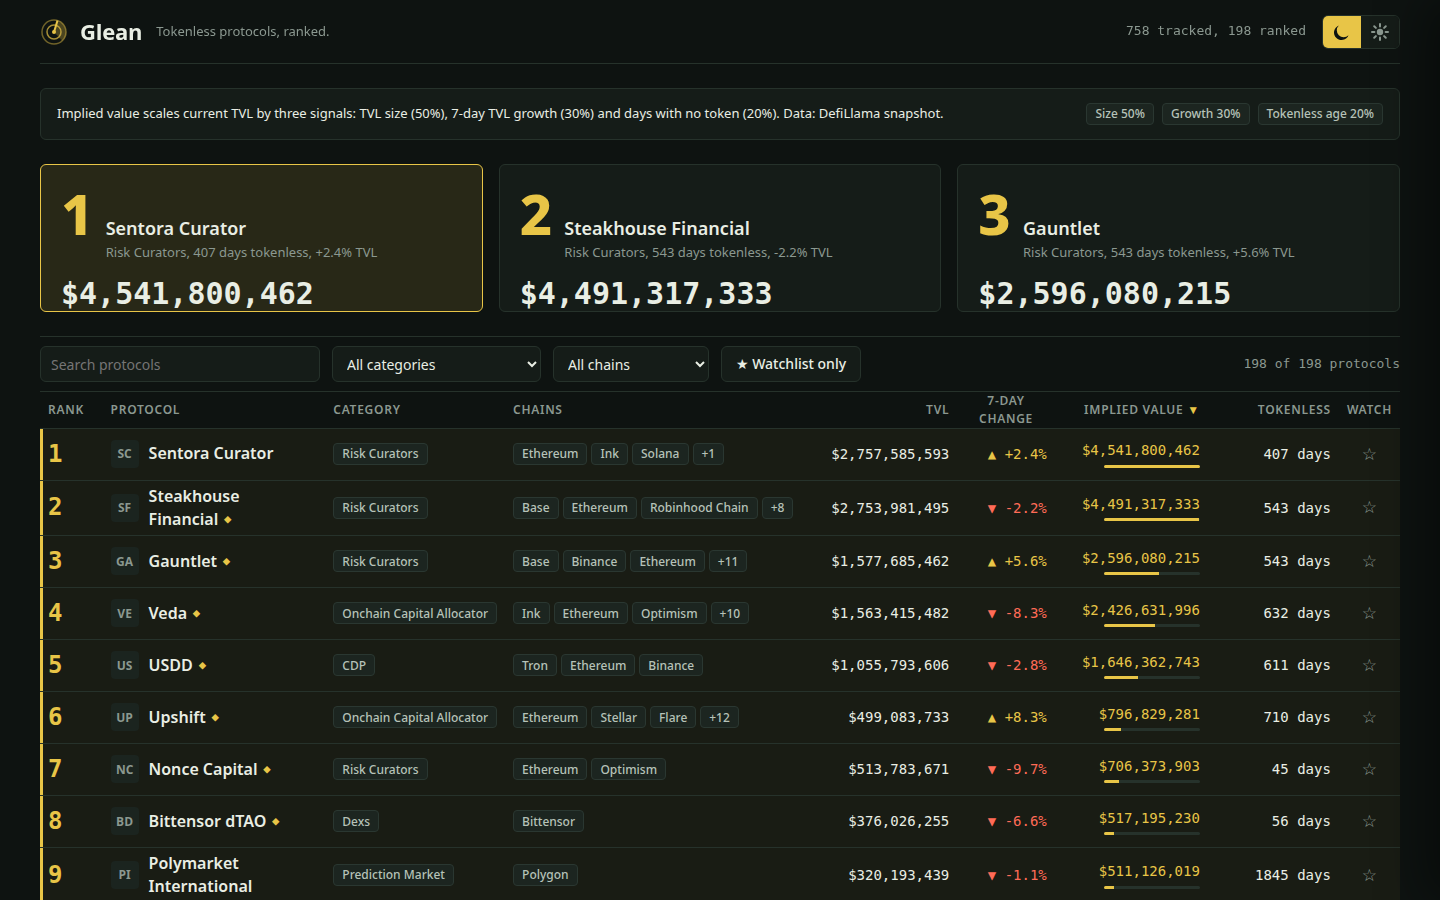 Glean Tokenless protocols, ranked. 758 tracked, 198 ranked
Implied value scales current TVL by three signals: TVL size (50%), 7-day TVL growth (30%) and days with no token (20%). Data: DefiLlama snapshot. Size 50% Growth 30% Tokenless age 20%
1 Sentora Curator
Risk Curators, 407 days tokenless, +2.4% TVL
$4,541,800,462
2 Steakhouse Financial
Risk Curators, 543 days tokenless, -2.2% TVL
$4,491,317,333
3 Gauntlet
Risk Curators, 543 days tokenless, +5.6% TVL
$2,596,080,215
Search protocols All categories All chains ★ Watchlist only 198 of 198 protocols
RANK PROTOCOL CATEGORY CHAINS TVL 7-DAY CHANGE IMPLIED VALUE ▼ TOKENLESS WATCH
1 SC Sentora Curator Risk Curators Ethereum Ink Solana +1 $2,757,585,593 ▲ +2.4% $4,541,800,462 407 days ☆
2 SF Steakhouse Financial ◆ Risk Curators Base Ethereum Robinhood Chain +8 $2,753,981,495 ▼ -2.2% $4,491,317,333 543 days ☆
3 GA Gauntlet ◆ Risk Curators Base Binance Ethereum +11 $1,577,685,462 ▲ +5.6% $2,596,080,215 543 days ☆
4 VE Veda ◆ Onchain Capital Allocator Ink Ethereum Optimism +10 $1,563,415,482 ▼ -8.3% $2,426,631,996 632 days ☆
5 US USDD ◆ CDP Tron Ethereum Binance $1,055,793,606 ▼ -2.8% $1,646,362,743 611 days ☆
6 UP Upshift ◆ Onchain Capital Allocator Ethereum Stellar Flare +12 $499,083,733 ▲ +8.3% $796,829,281 710 days ☆
7 NC Nonce Capital ◆ Risk Curators Ethereum Optimism $513,783,671 ▼ -9.7% $706,373,903 45 days ☆
8 BD Bittensor dTAO ◆ Dexs Bittensor $376,026,255 ▼ -6.6% $517,195,230 56 days ☆
9 PI Polymarket International Prediction Market Polygon $320,193,439 ▼ -1.1% $511,126,019 1845 days ☆